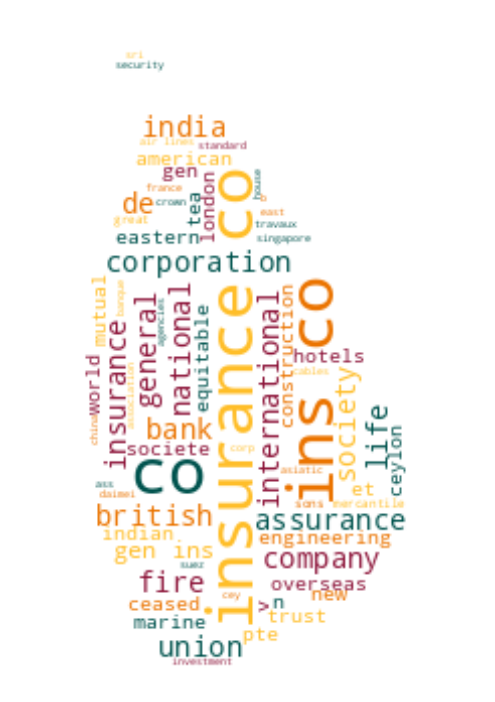 sri
security
india
air lines
standard
american
gen
france
london
co
house
de
crown
tea
p
great
east
travaux
eastern
singapore
corporation
mutual
banque
general
agencies
national
equitable
insurance co
international
construction
ins co
world
insurance
hotels
china
association
cables
society
life
bank
ceylon
societe
corp
co
asiatic
ass
daimei
et
british
sons
mercantile
assurance
indian
engineering
gen ins
company
suez
fire
overseas
cey
new
ceased
v
n
marine
trust
union
pte
investment